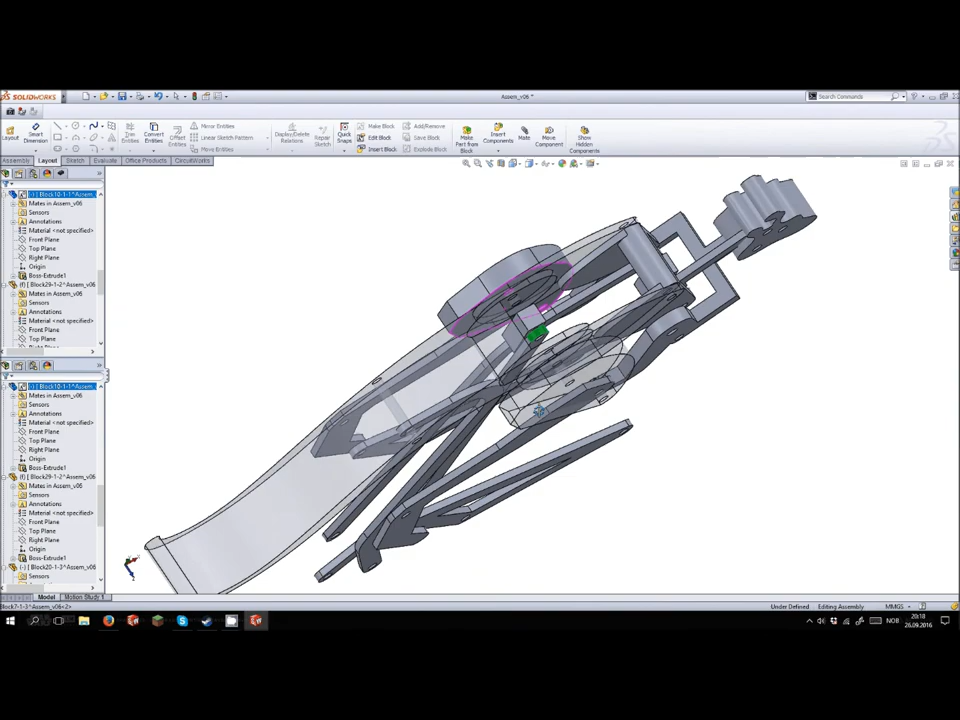 SOLIDWORKS
Assem_v06 *
Search Commands
Layout
Smart Dimension
Trim Entities
Convert Entities
Offset Entities
Mirror Entities
Linear Sketch Pattern
Move Entities
Display/Delete Relations
Repair Sketch
Quick Snaps
Make Block
Edit Block
Insert Block
Add/Remove
Save Block
Explode Block
Make Part from Block
Insert Components
Mate
Move Component
Show Hidden Components
Assembly Layout Sketch Evaluate Office Products CircuitWorks
(-) [ Block10-1-1^Assem_v
Mates in Assem_v06
Sensors
Annotations
Material <not specified>
Front Plane
Top Plane
Right Plane
Origin
Boss-Extrude1
(f) [ Block29-1-2^Assem_v06
Mates in Assem_v06
Sensors
Annotations
Material <not specified>
Front Plane
Top Plane
(-) [ Block10-1-1^Assem_v
Mates in Assem_v06
Sensors
Annotations
Material <not specified>
Front Plane
Top Plane
Right Plane
Origin
Boss-Extrude1
(f) [ Block29-1-2^Assem_v06
Mates in Assem_v06
Sensors
Annotations
Material <not specified>
Front Plane
Top Plane
Right Plane
Origin
Boss-Extrude1
(-) [ Block20-1-3^Assem_v06
Sensors
Model Motion Study 1
Block7-1-3^Assem_v06<2>
Under Defined Editing Assembly MMGS
NOB
20:18
26.09.2016